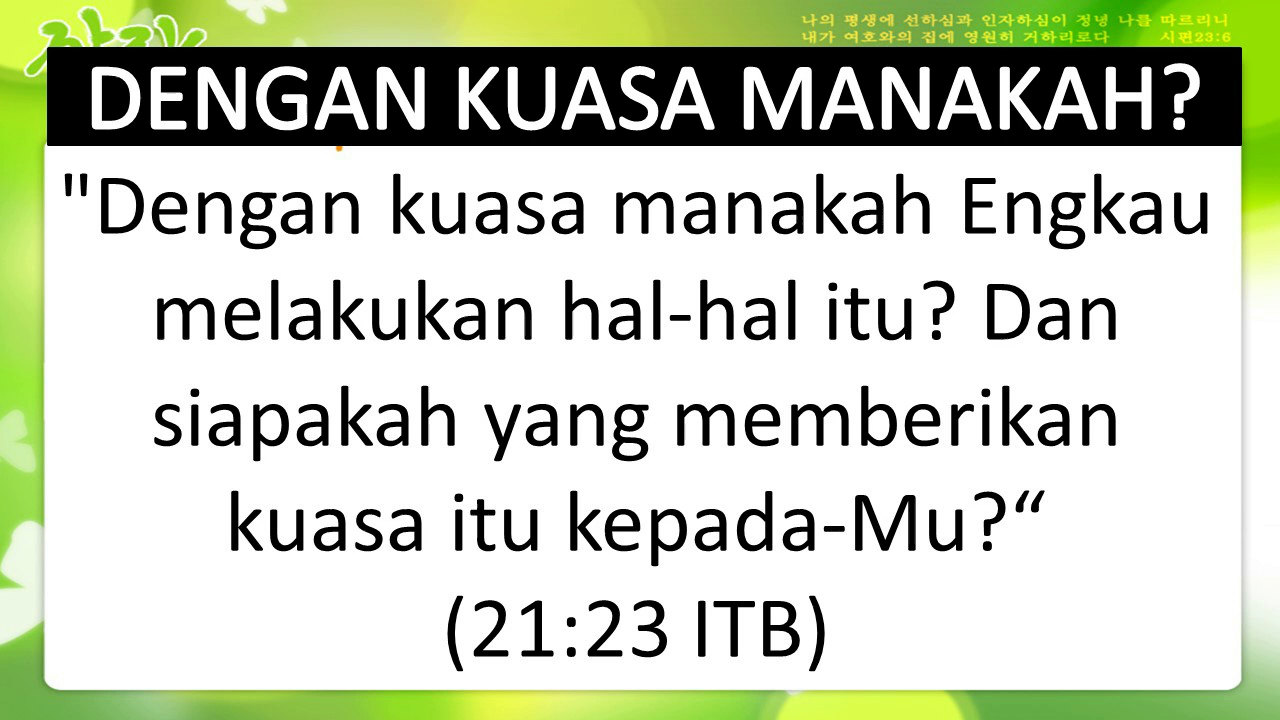 나의 평생에 선하심과 인자하심이 정녕 나를 따르리니
내가 여호와의 집에 영원히 거하리로다 시편23:6
DENGAN KUASA MANAKAH?
"Dengan kuasa manakah Engkau
melakukan hal-hal itu? Dan
siapakah yang memberikan
kuasa itu kepada-Mu?“
(21:23 ITB)